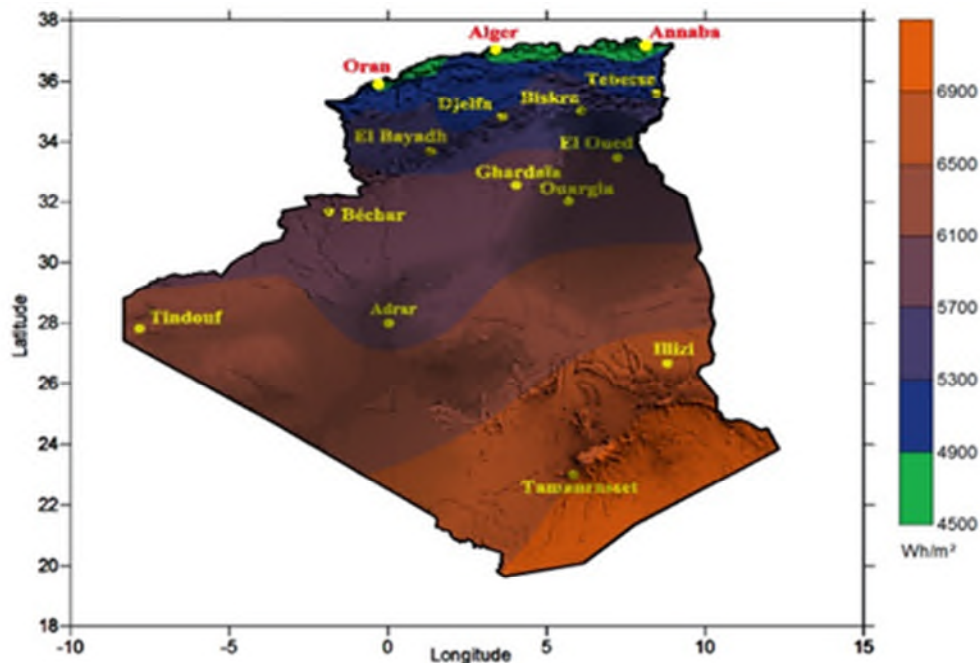 38
36
34
32
30
28
26
24
22
20
18
Latitude
-10
-5
0
5
10
15
Longitude
Alger
Annaba
Oran
Tebesse
Djelfa
Biskra
El Bayadh
El Oued
Ghardaïa
Ouargla
Béchar
Adrar
Tindouf
Illizi
Tamanrasset
6900
6500
6100
5700
5300
4900
4500
Wh/m²